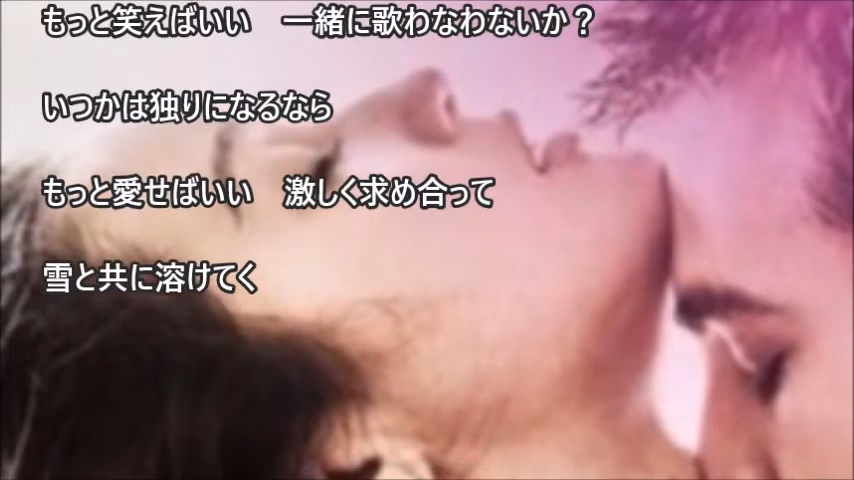 もっと笑えばいい　一緒に歌わなわないか？
いつかは独りになるなら
もっと愛せばいい　激しく求め合って
雪と共に溶けてく